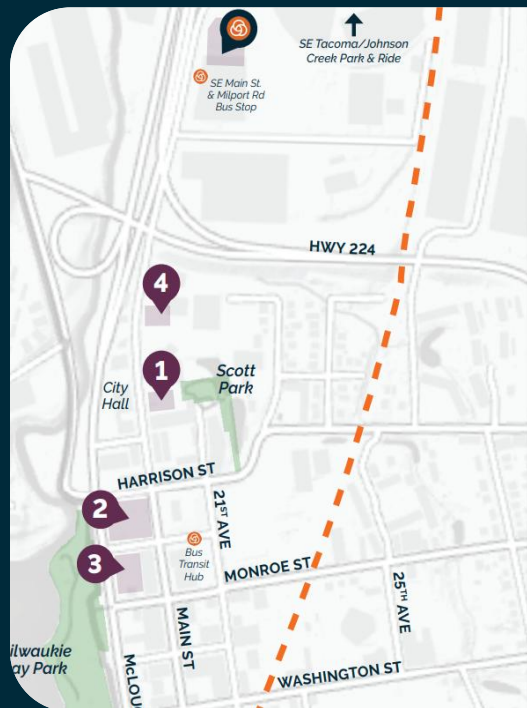 SE Tacoma/Johnson
Creek Park & Ride
SE Main St.
& Milport Rd
Bus Stop
HWY 224
4
1
City
Hall
Scott
Park
HARRISON ST
2
21ST AVE
3
Bus
Transit
Hub
MONROE ST
25TH AVE
MAIN ST
ilwaukie
ay Park
McLOUG
WASHINGTON ST